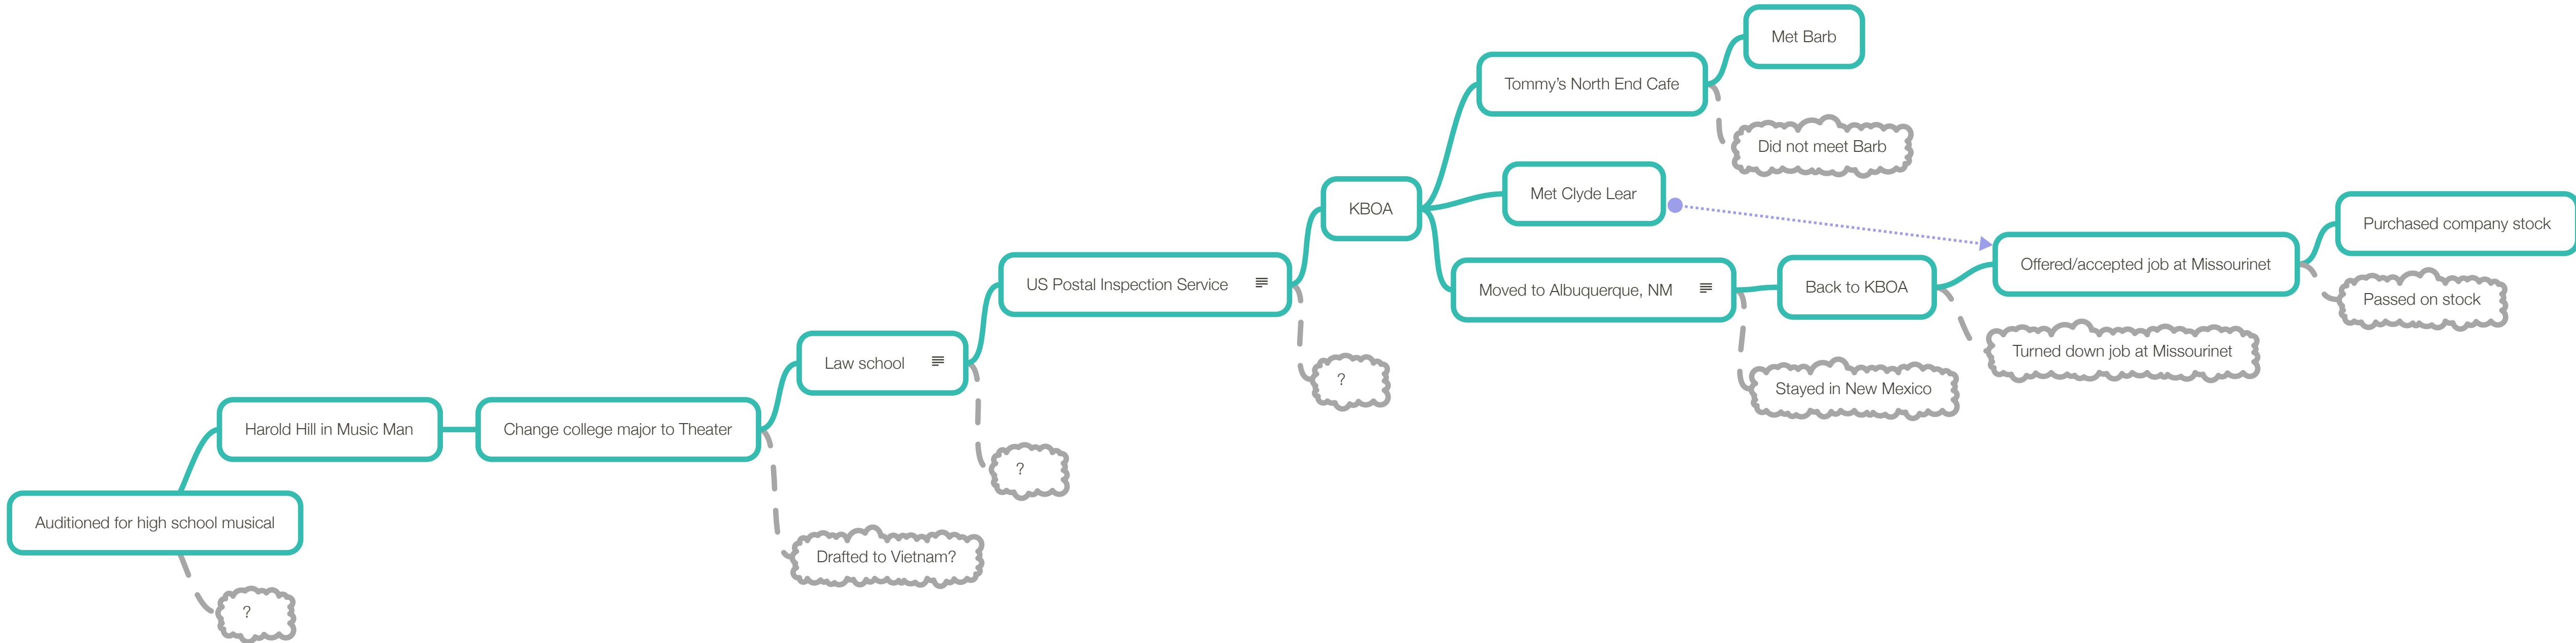 Met Barb
Tommy’s North End Cafe
Did not meet Barb
KBOA
Met Clyde Lear
Purchased company stock
Offered/accepted job at Missourinet
US Postal Inspection Service
Moved to Albuquerque, NM
Back to KBOA
Passed on stock
Turned down job at Missourinet
Law school
?
Stayed in New Mexico
Harold Hill in Music Man
Change college major to Theater
?
Auditioned for high school musical
Drafted to Vietnam?
?